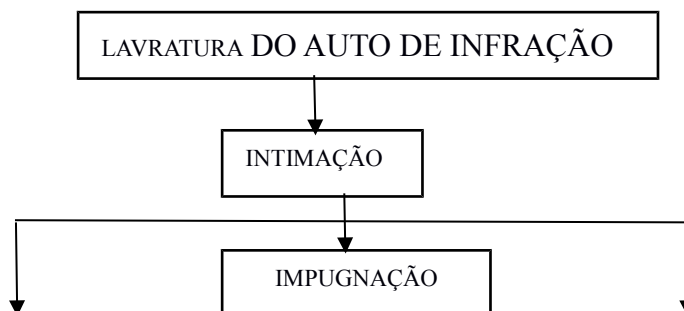 LAVRATURA DO AUTO DE INFRAÇÃO
INTIMAÇÃO
IMPUGNAÇÃO